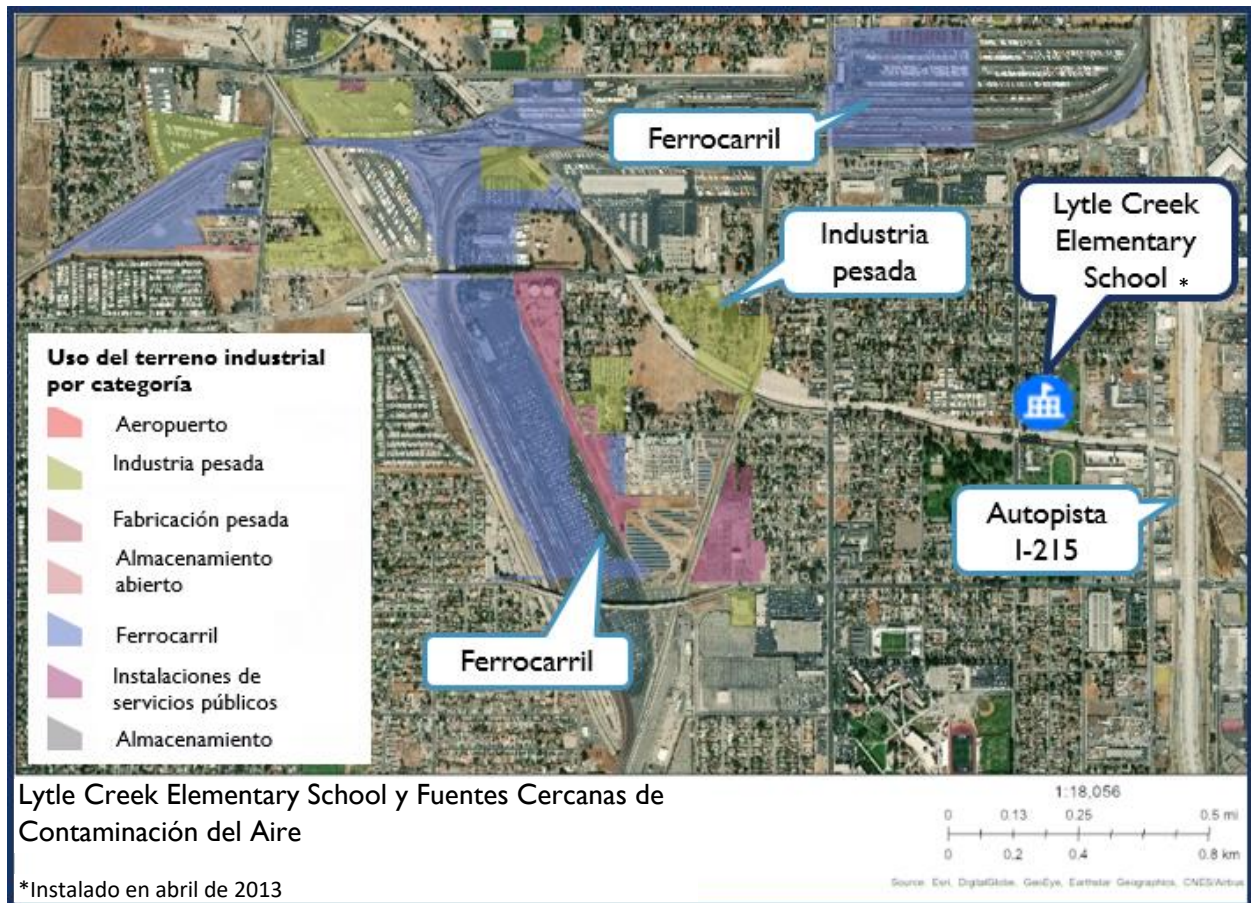 Ferrocarril
Lytle Creek
Elementary
School *
Industria
pesada
Uso del terreno industrial
por categoría
Aeropuerto
Industria pesada
Fabricación pesada
Almacenamiento
abierto
Ferrocarril
Instalaciones de
servicios públicos
Almacenamiento
Autopista
I-215
Ferrocarril
Lytle Creek Elementary School y Fuentes Cercanas de
Contaminación del Aire
*Instalado en abril de 2013
1:18,056
0 0.13 0.25 0.5 mi
0 0.2 0.4 0.8 km
Source: Esri, DigitalGlobe, GeoEye, Earthstar Geographics, CNES/Airbus